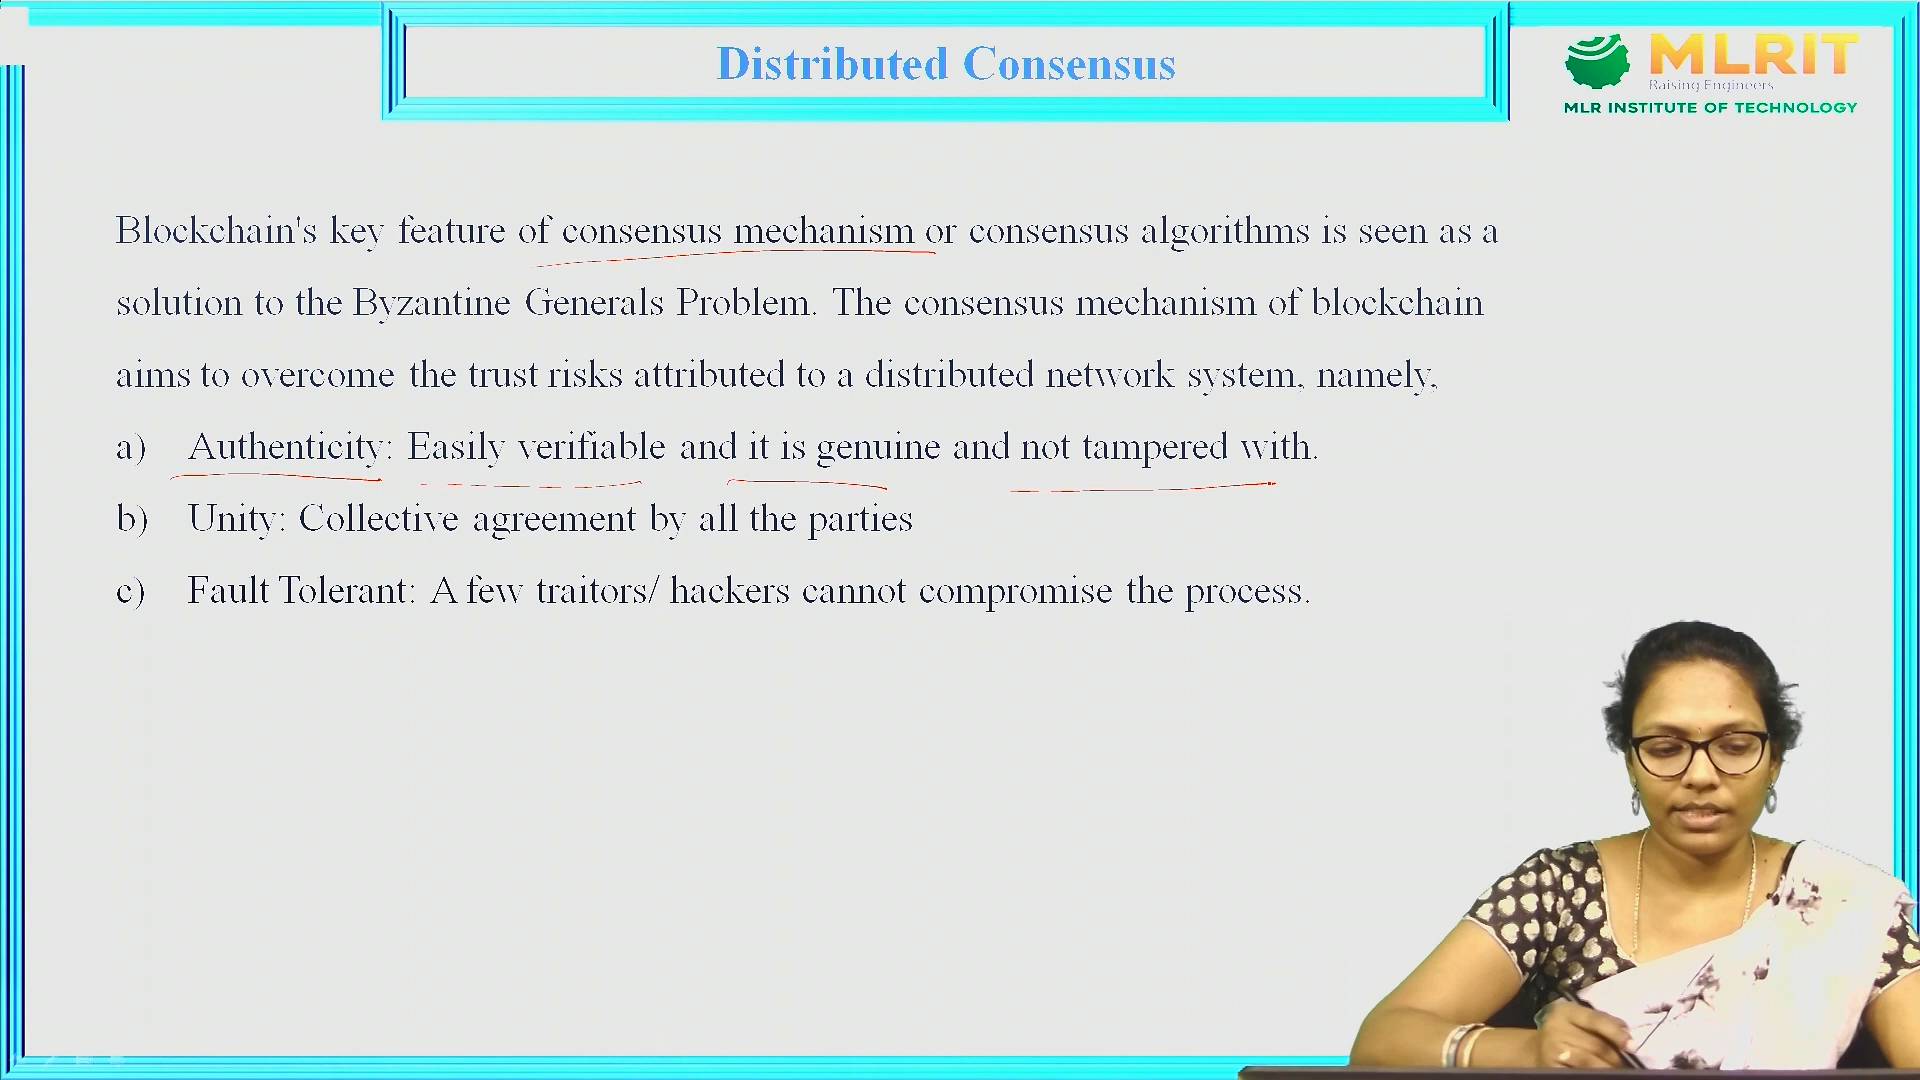 Distributed Consensus
MLRIT
Raising Engineers
MLR INSTITUTE OF TECHNOLOGY
Blockchain's key feature of consensus mechanism or consensus algorithms is seen as a
solution to the Byzantine Generals Problem. The consensus mechanism of blockchain
aims to overcome the trust risks attributed to a distributed network system, namely,
a) Authenticity: Easily verifiable and it is genuine and not tampered with.
b) Unity: Collective agreement by all the parties
c) Fault Tolerant: A few traitors/ hackers cannot compromise the process.